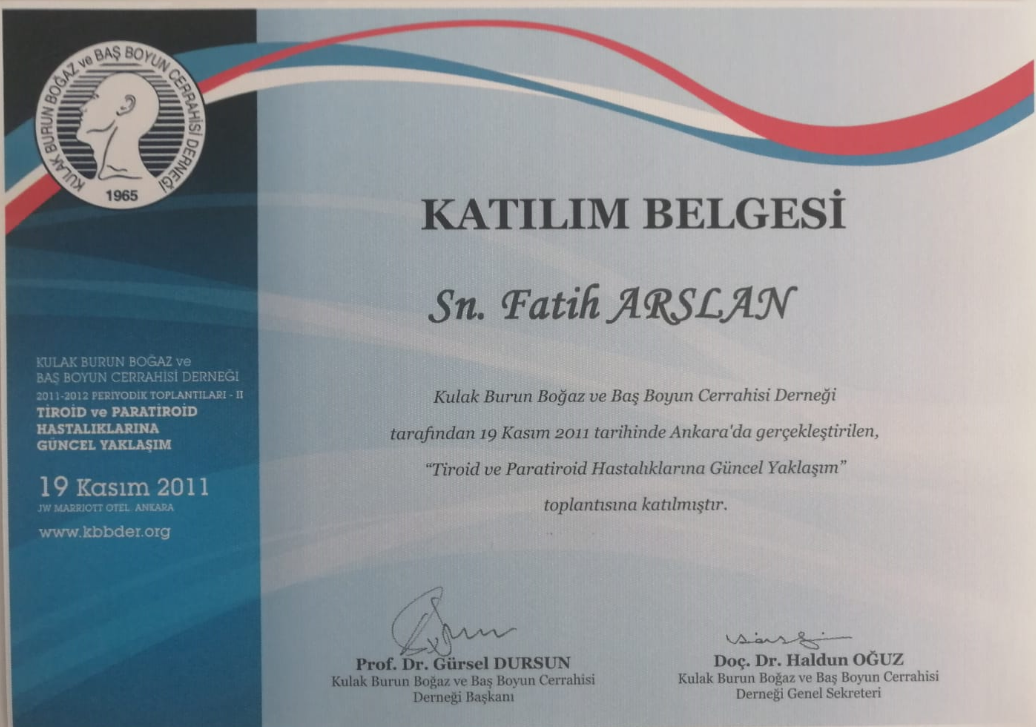 KULAK BURUN BOĞAZ ve BAŞ BOYUN CERRAHİSİ DERNEĞİ
1965
KATILIM BELGESİ
Sn. Fatih ARSLAN
KULAK BURUN BOĞAZ ve
BAŞ BOYUN CERRAHİSİ DERNEĞİ
2011-2012 PERİYODİK TOPLANTILARI - II
TİROİD ve PARATİROİD
HASTALIKLARINA
GÜNCEL YAKLAŞIM
19 Kasım 2011
JW MARRIOTT OTEL ANKARA
www.kbbder.org
Kulak Burun Boğaz ve Baş Boyun Cerrahisi Derneği
tarafından 19 Kasım 2011 tarihinde Ankara'da gerçekleştirilen,
“Tiroid ve Paratiroid Hastalıklarına Güncel Yaklaşım”
toplantısına katılmıştır.
Prof. Dr. Gürsel DURSUN
Kulak Burun Boğaz ve Baş Boyun Cerrahisi
Derneği Başkanı
Doç. Dr. Haldun OĞUZ
Kulak Burun Boğaz ve Baş Boyun Cerrahisi
Derneği Genel Sekreteri